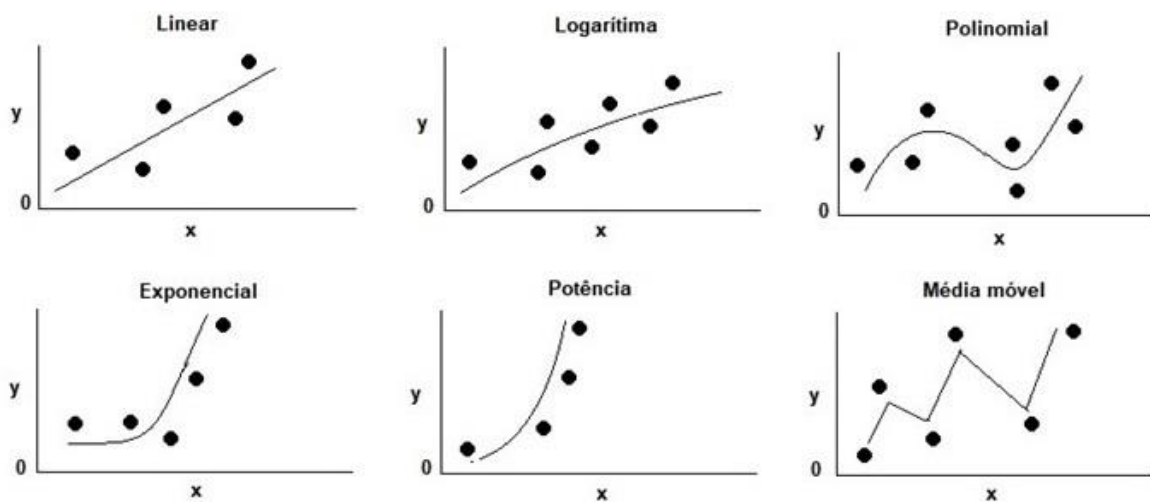 Linear
y
0
x
Logarítima
y
0
x
Polinomial
y
0
x
Exponencial
y
0
x
Potência
y
0
x
Média móvel
y
0
x